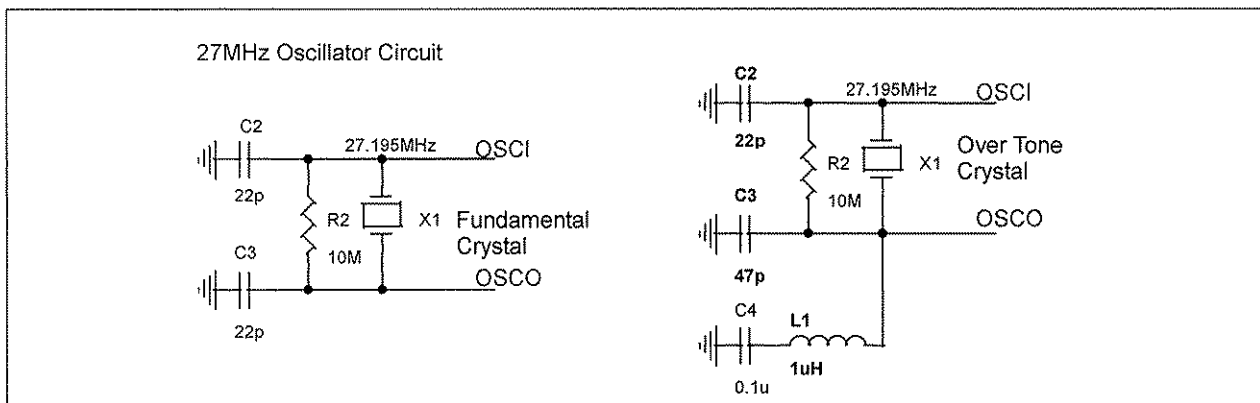 27MHz Oscillator Circuit
C2
22p
27.195MHz
OSCI
R2
10M
X1
Fundamental
Crystal
C3
22p
OSCO
C2
22p
27.195MHz
OSCI
R2
10M
X1
Over Tone
Crystal
C3
47p
OSCO
C4
0.1u
L1
1uH